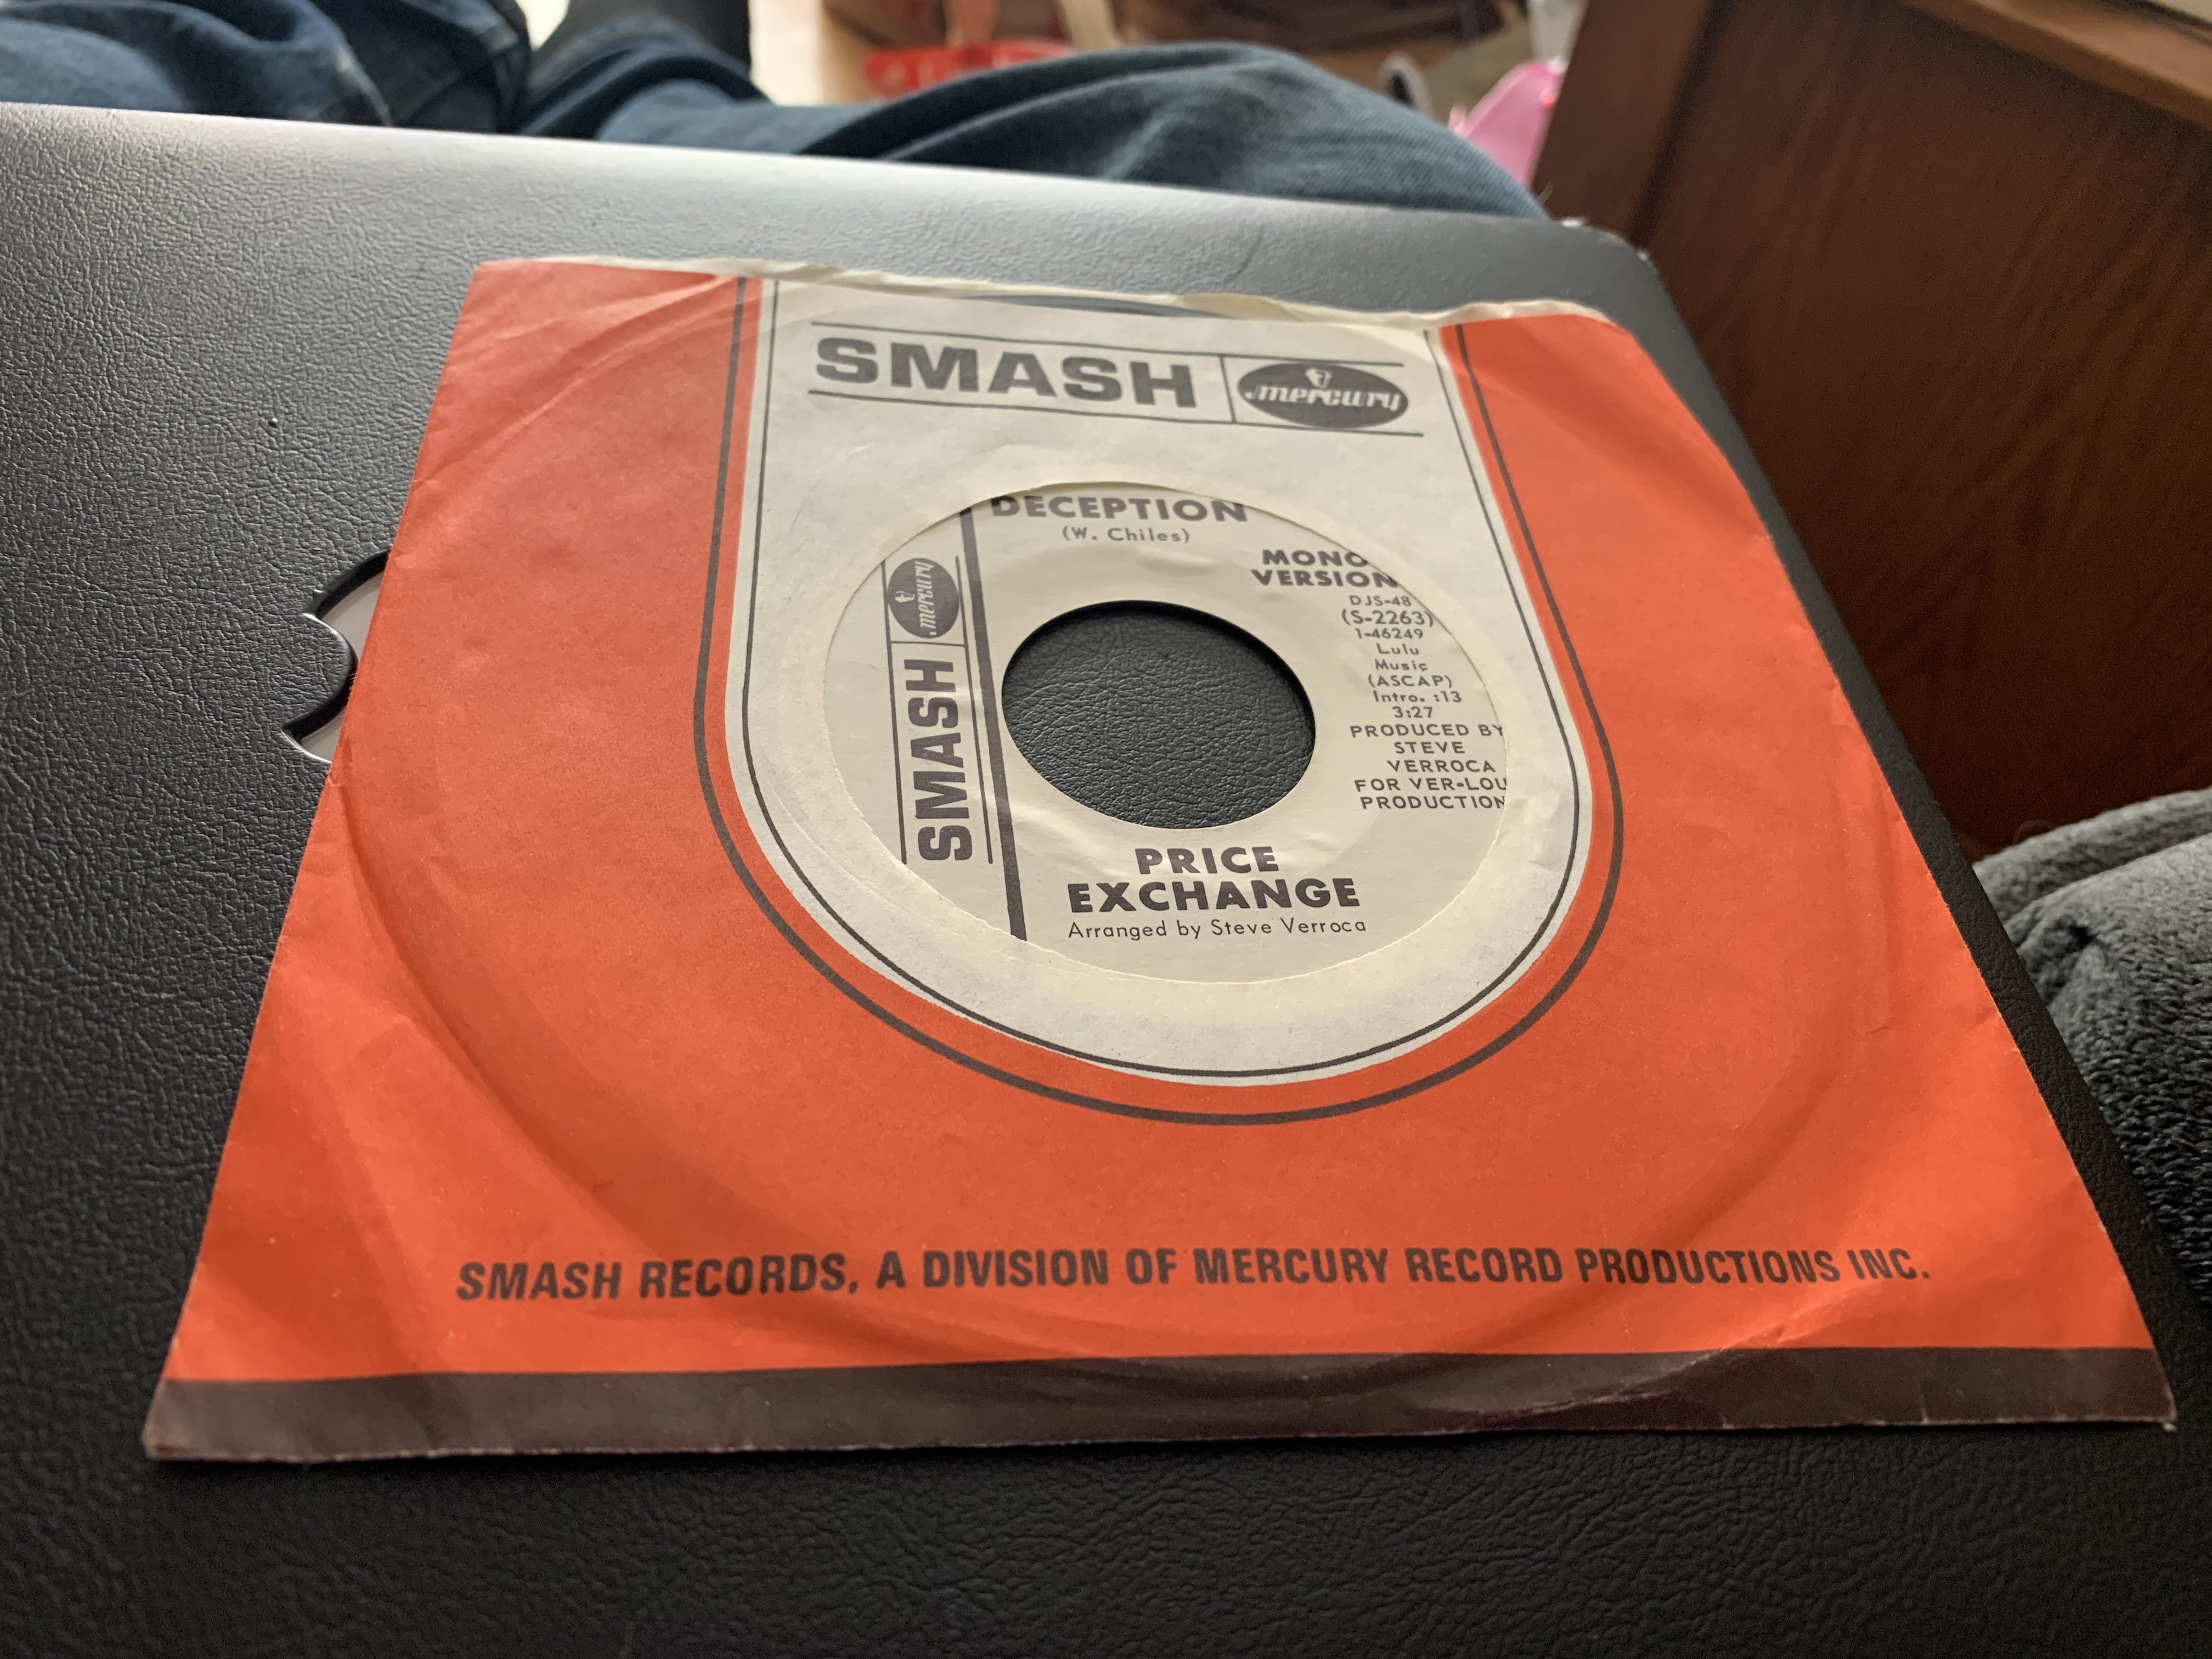 SMASH mercury
DECEPTION
(W. Chiles)
MONO
VERSION
DJS-48
(S-2263)
1-46249
Lulu
Music
(ASCAP)
Intro. :13
3:27
PRODUCED BY
STEVE
VERROCA
FOR VER-LOU
PRODUCTION
SMASH mercury
PRICE
EXCHANGE
Arranged by Steve Verroca
SMASH RECORDS, A DIVISION OF MERCURY RECORD PRODUCTIONS INC.